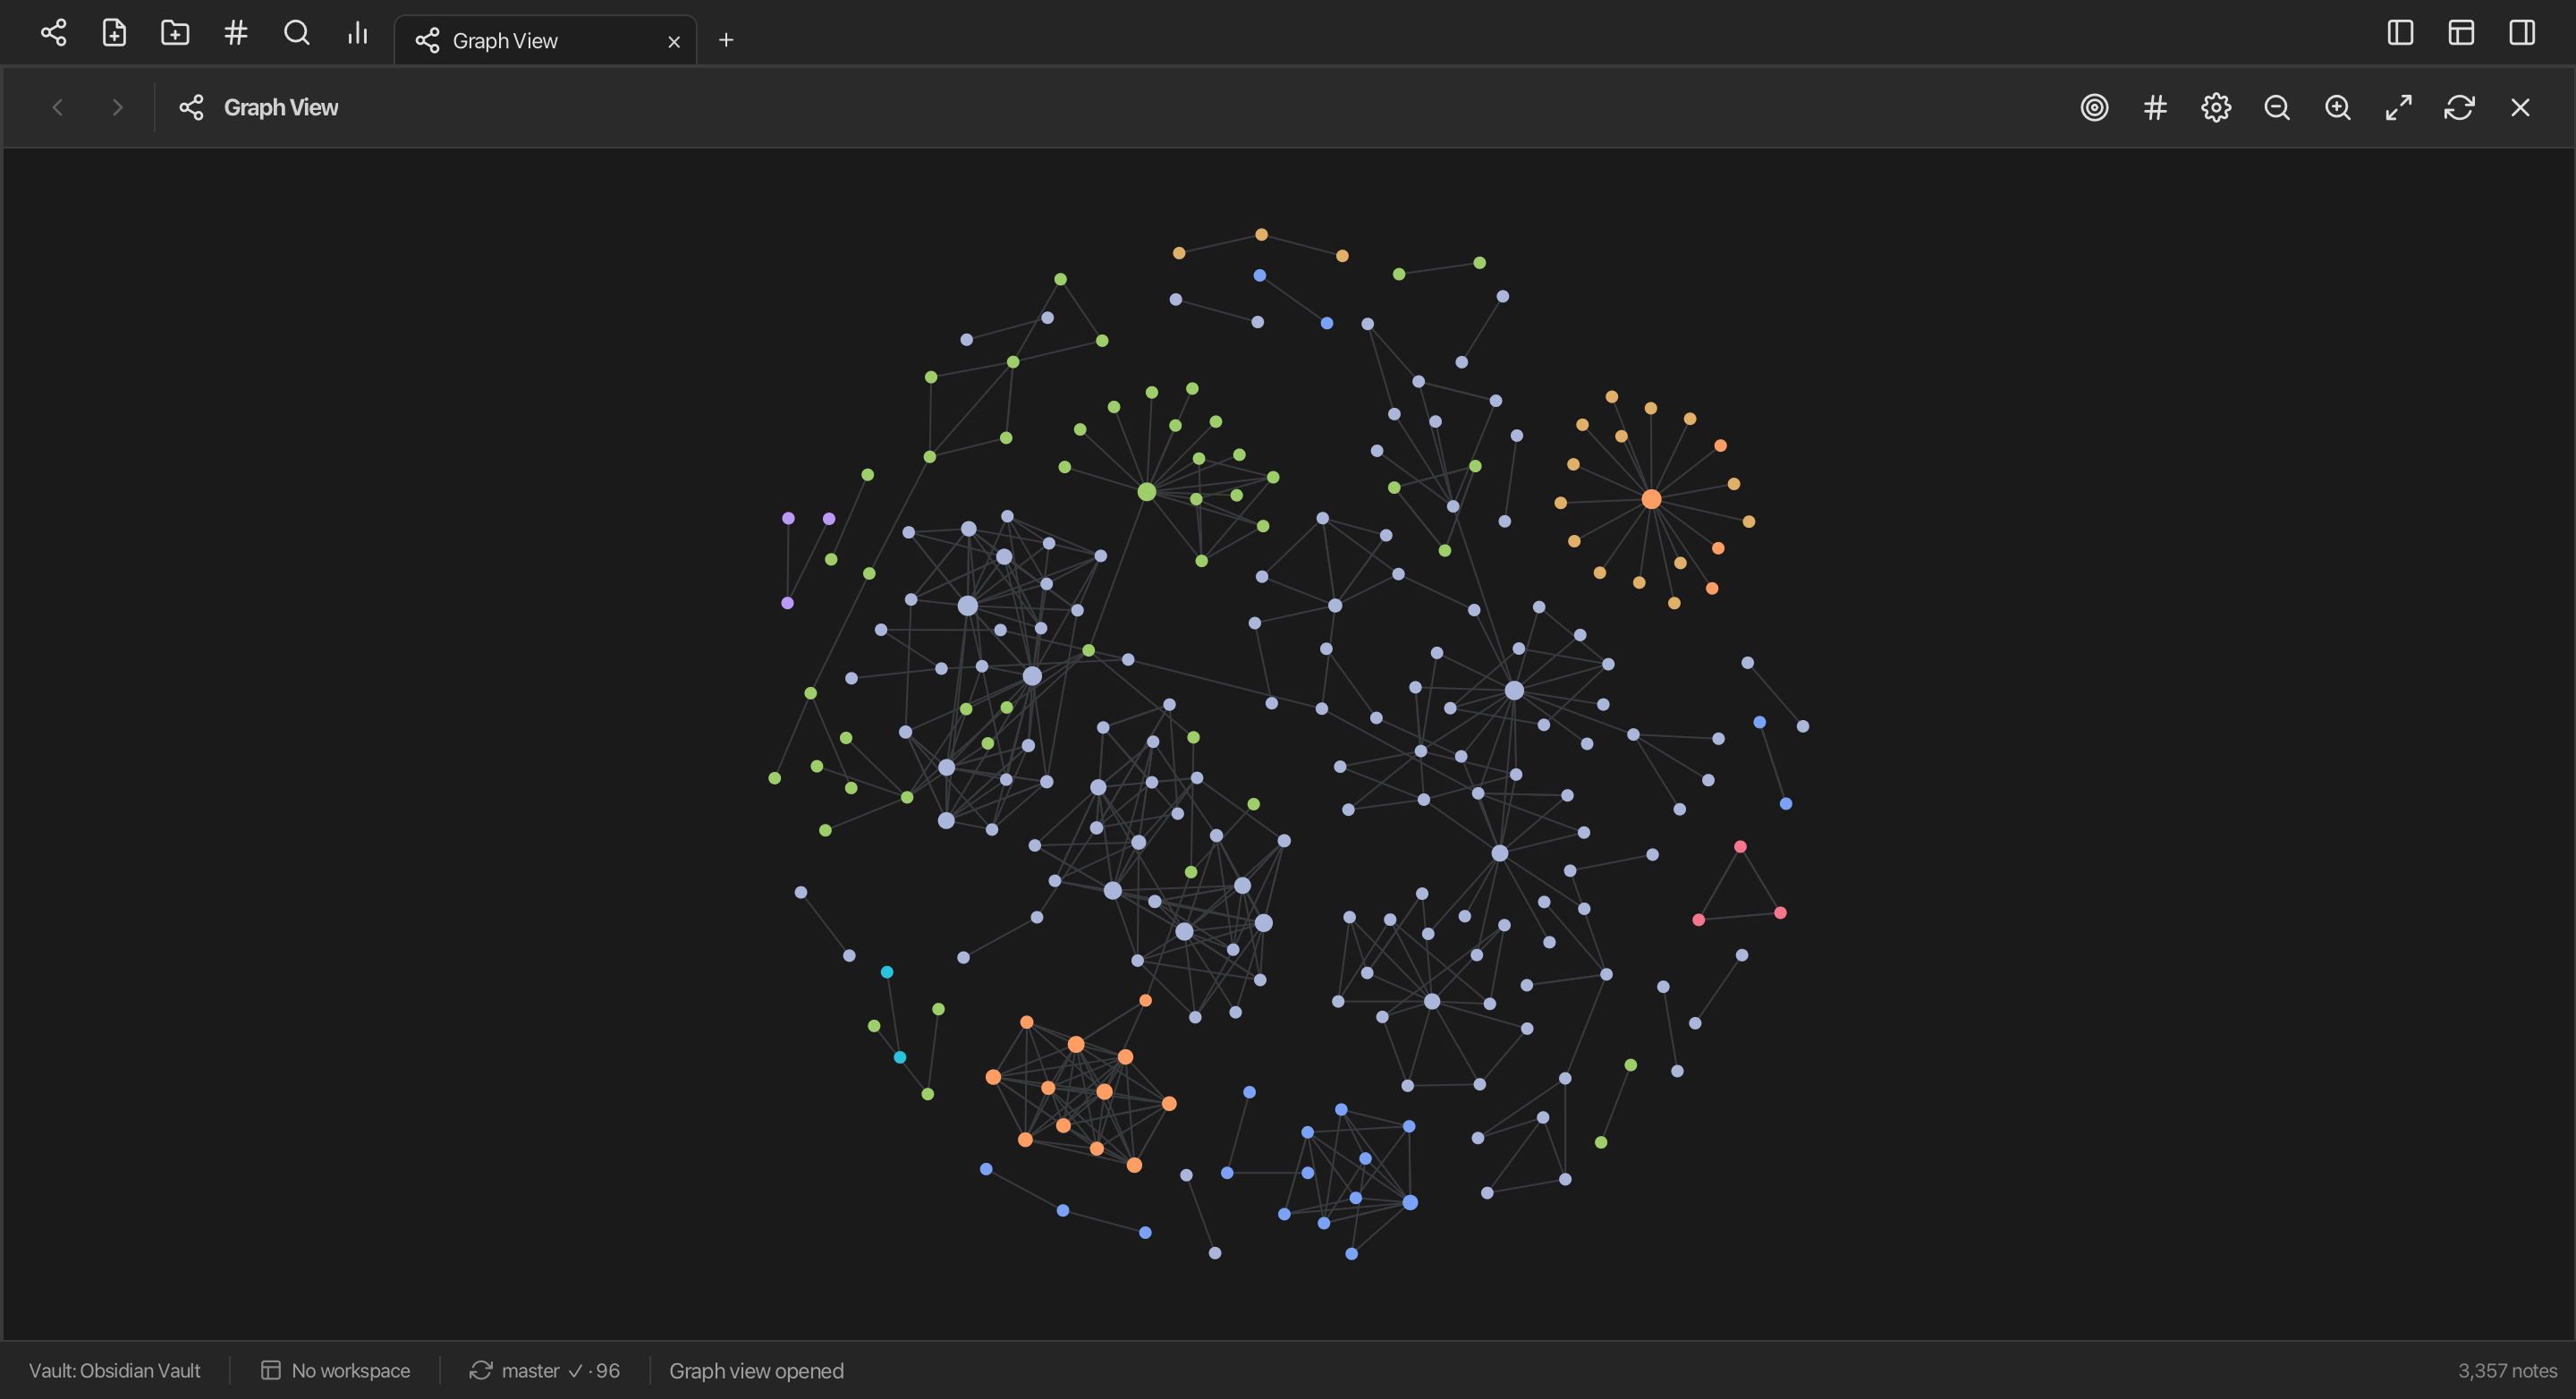 Graph View
Graph View
Vault: Obsidian Vault
No workspace
master ✓ · 96
Graph view opened
3,357 notes